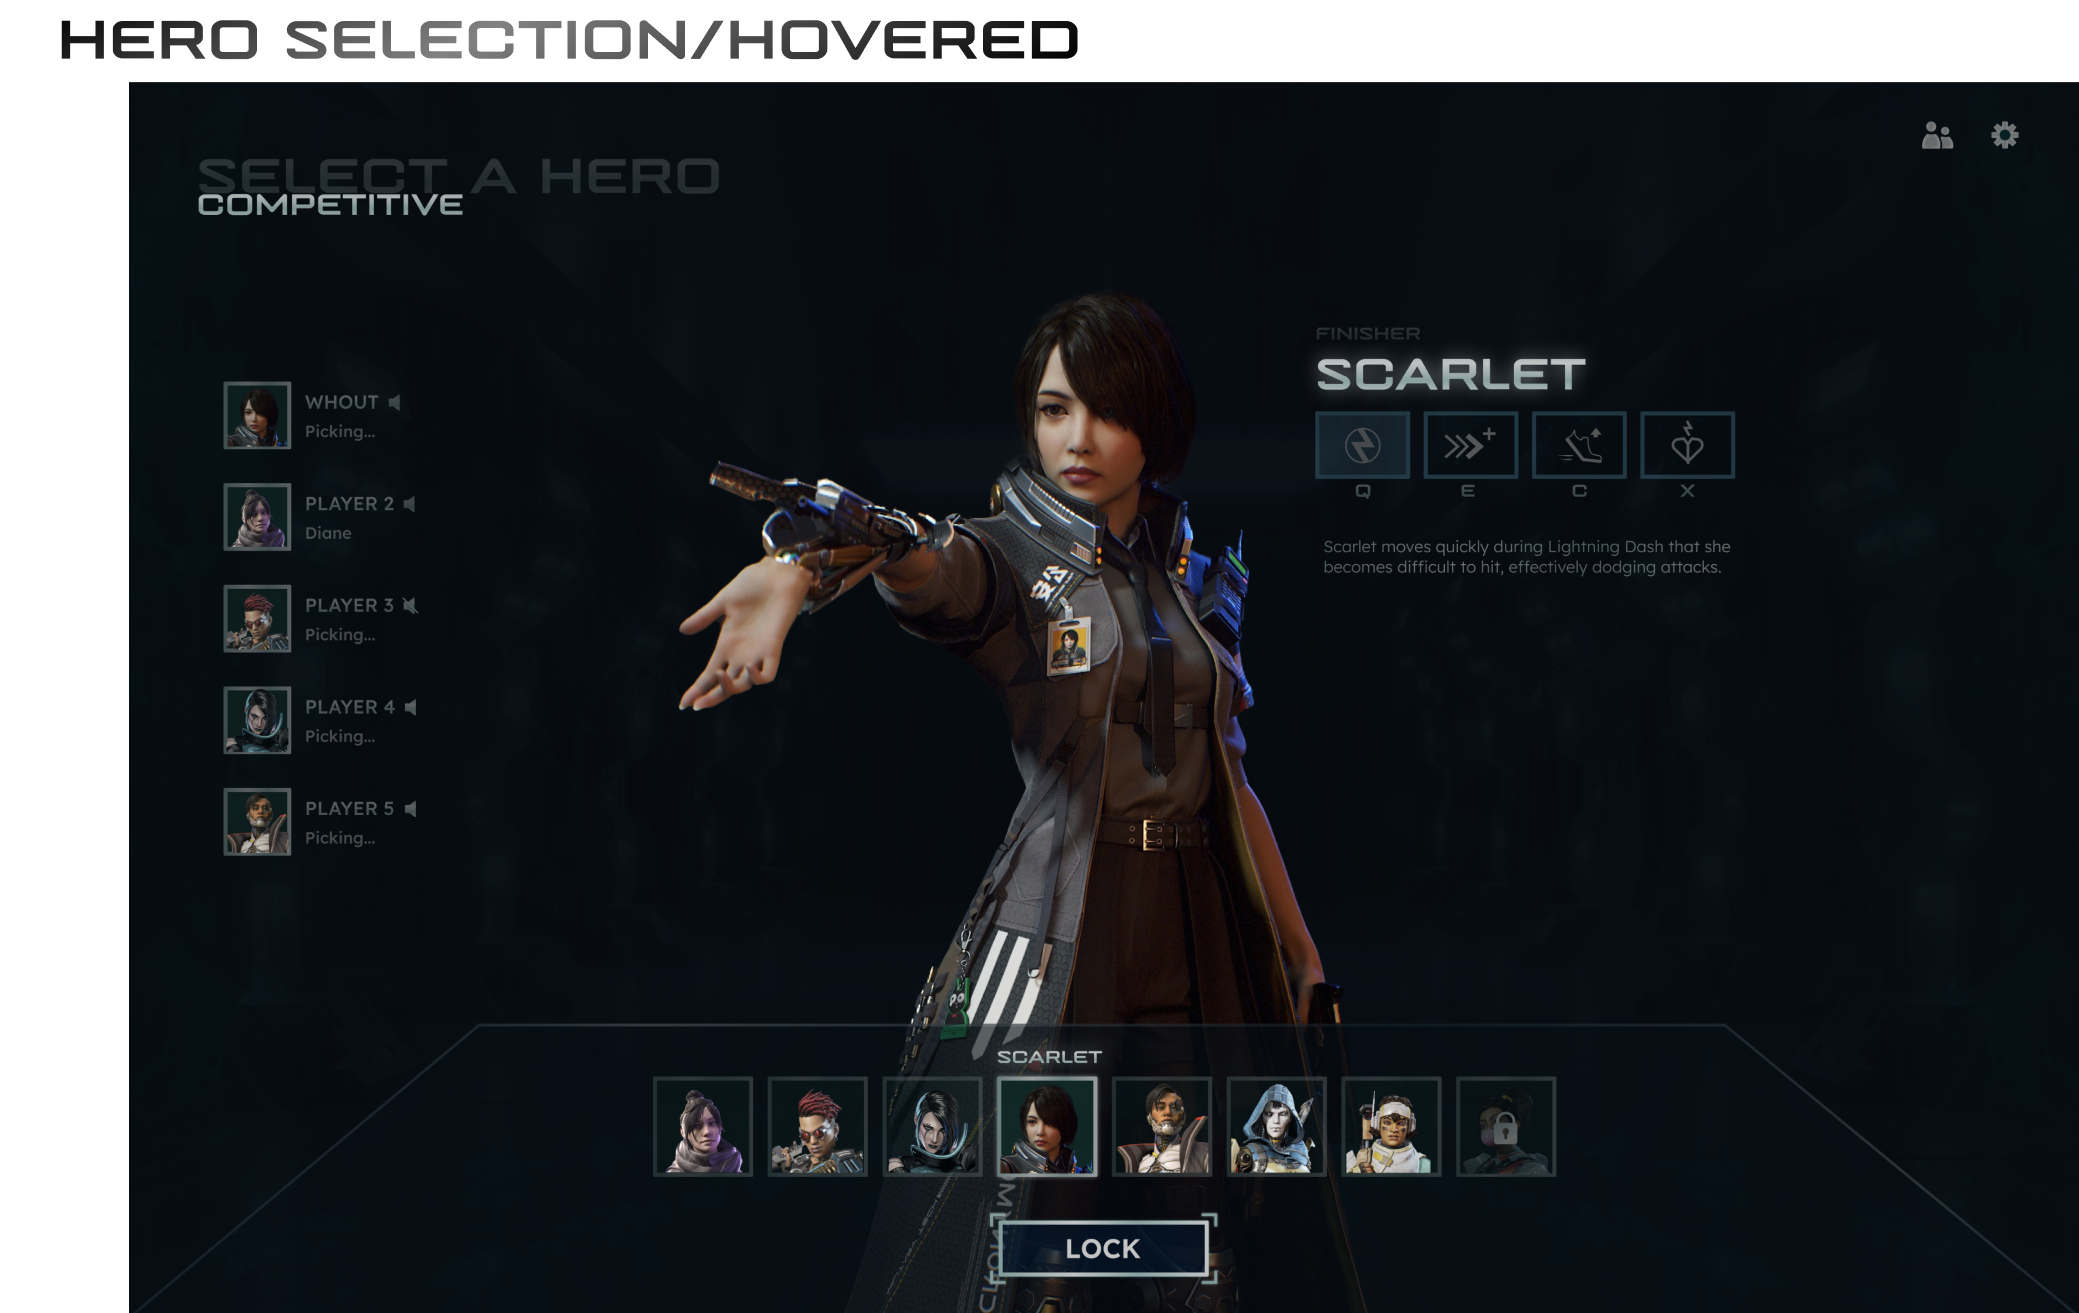 HERO SELECTION/HOVERED
SELECT A HERO
COMPETITIVE
WHOUT
Picking...
PLAYER 2
Diane
PLAYER 3
Picking...
PLAYER 4
Picking...
PLAYER 5
Picking...
FINISHER
SCARLET
Q E C X
Scarlet moves quickly during Lightning Dash that she
becomes difficult to hit, effectively dodging attacks.
SCARLET
LOCK